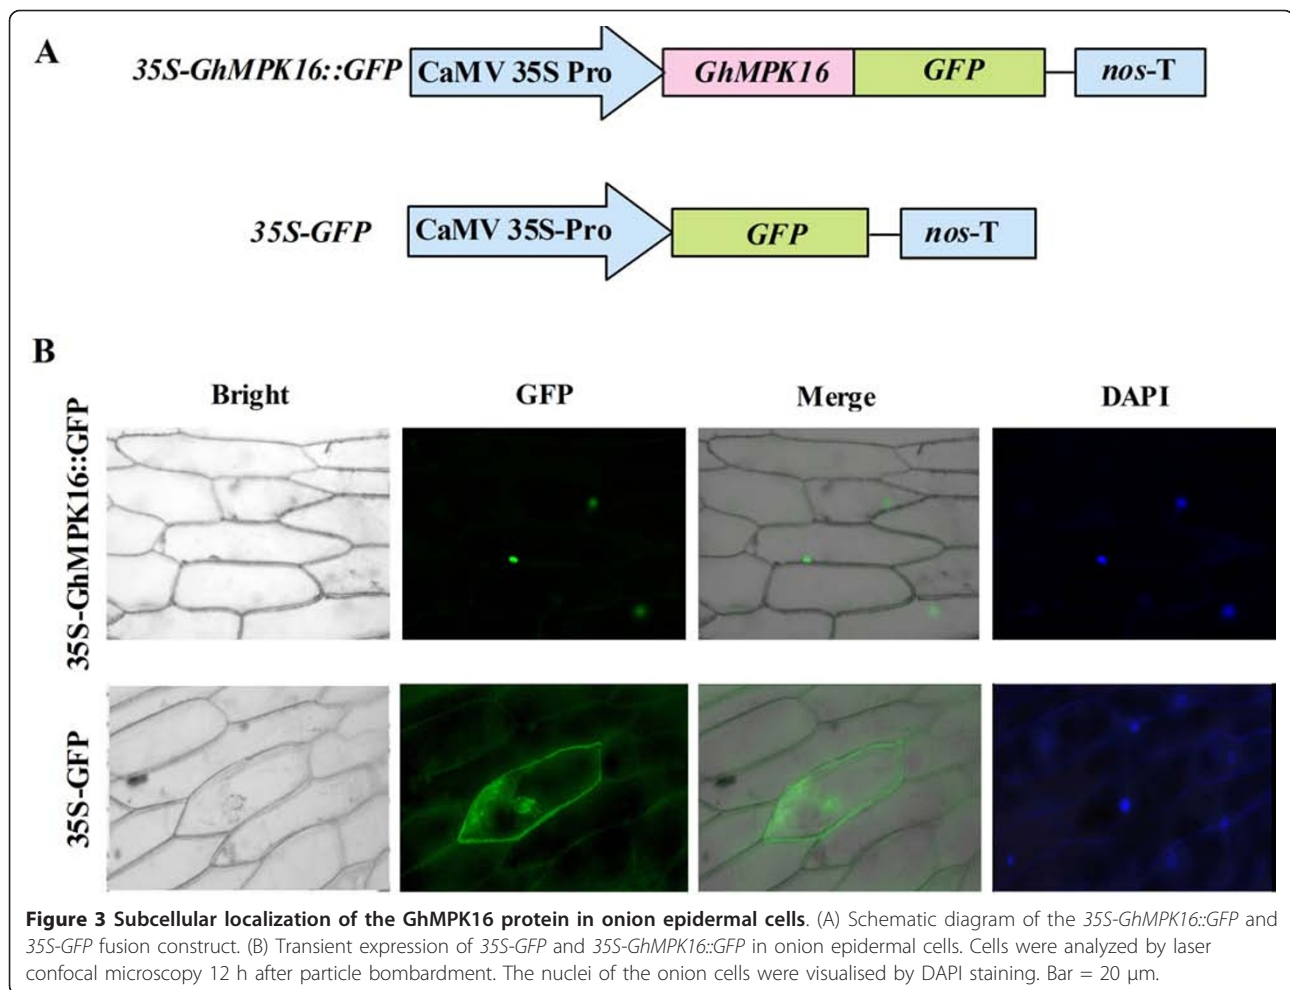 A
35S-GhMPK16::GFP CaMV 35S Pro GhMPK16 GFP nos-T
35S-GFP CaMV 35S-Pro GFP nos-T
B
Bright GFP Merge DAPI
35S-GhMPK16::GFP
35S-GFP
Figure 3 Subcellular localization of the GhMPK16 protein in onion epidermal cells. (A) Schematic diagram of the 35S-GhMPK16::GFP and
35S-GFP fusion construct. (B) Transient expression of 35S-GFP and 35S-GhMPK16::GFP in onion epidermal cells. Cells were analyzed by laser
confocal microscopy 12 h after particle bombardment. The nuclei of the onion cells were visualised by DAPI staining. Bar = 20 μm.